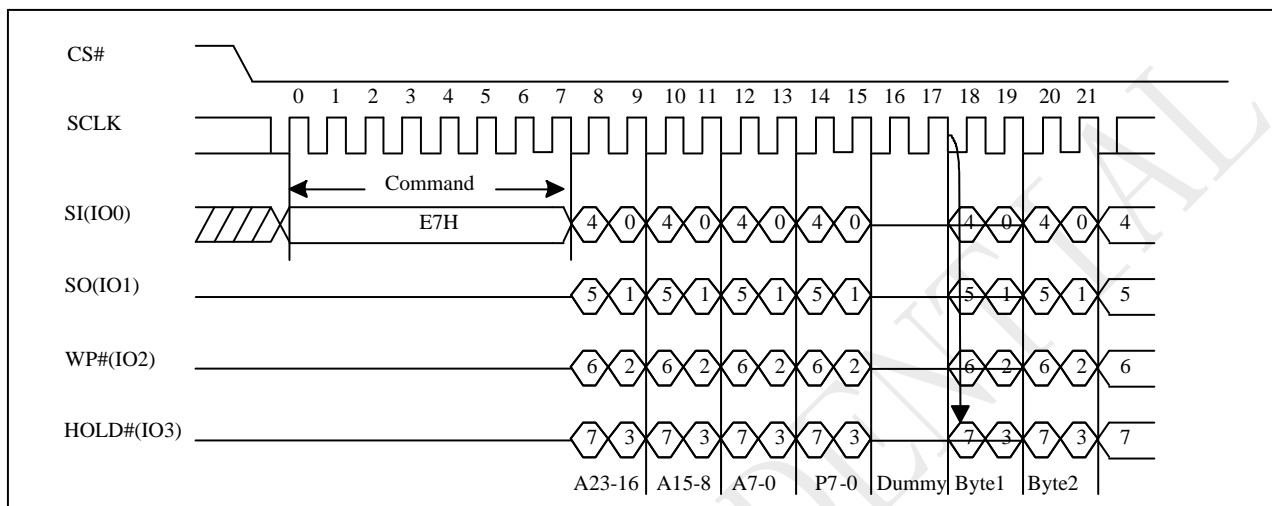 CS#
0 1 2 3 4 5 6 7 8 9 10 11 12 13 14 15 16 17 18 19 20 21
SCLK
Command
SI(IO0)
E7H
4 0 4 0 4 0 4 0 4 0 4 0 4
SO(IO1)
5 1 5 1 5 1 5 1 5 1 5 1 5
WP#(IO2)
6 2 6 2 6 2 6 2 6 2 6 2 6
HOLD#(IO3)
7 3 7 3 7 3 7 3 7 3 7 3 7
A23-16 A15-8 A7-0 P7-0 Dummy Byte1 Byte2
DENTIAL